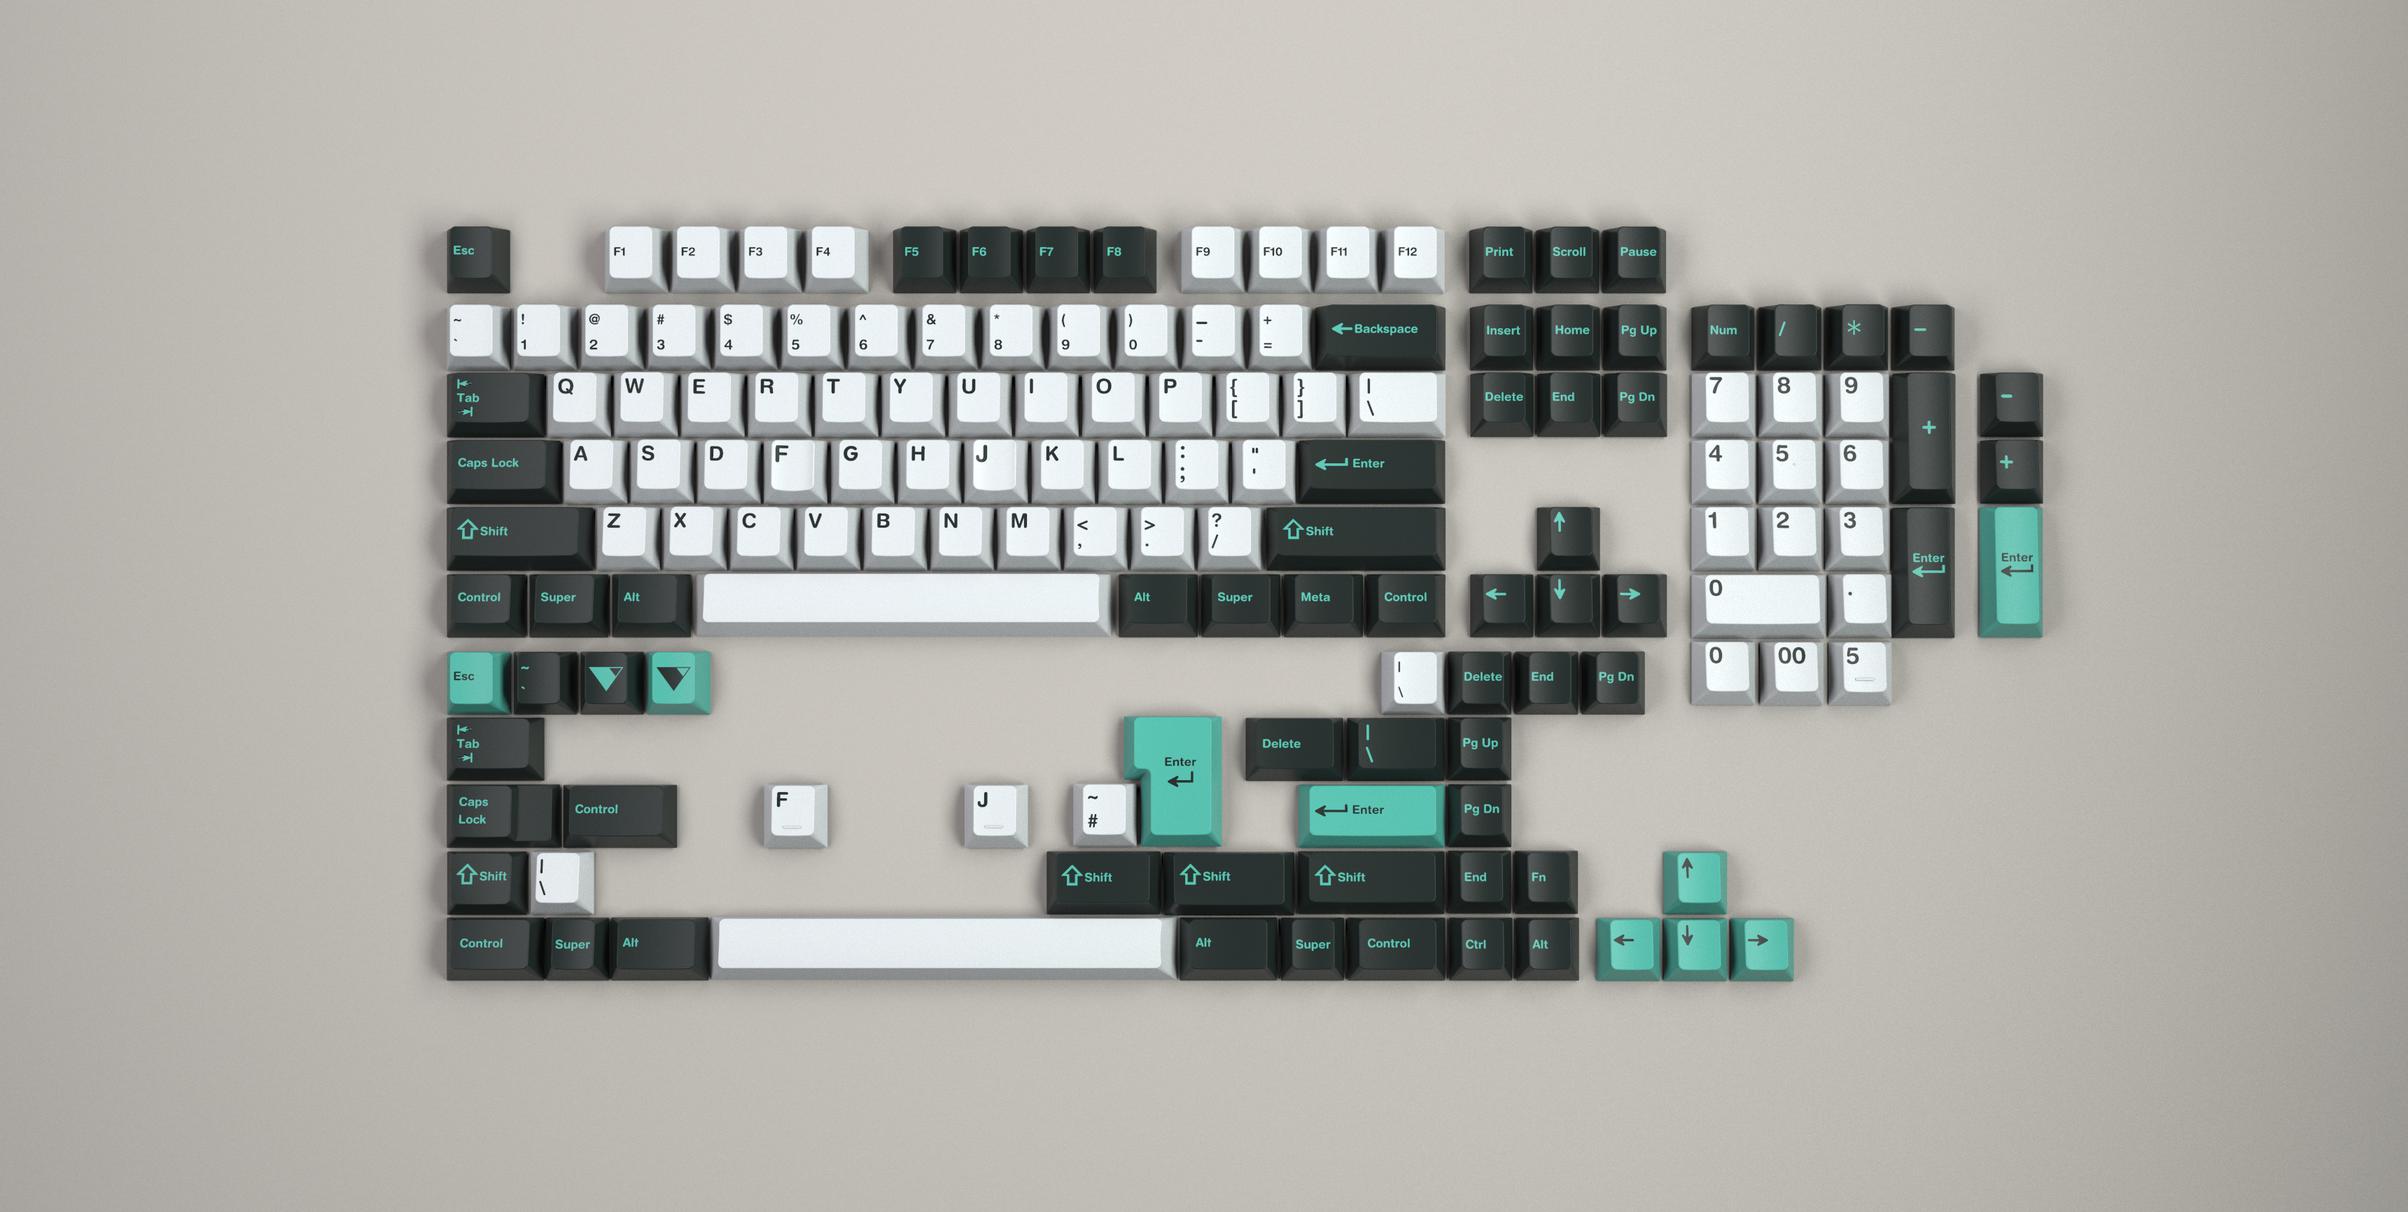 Esc F1 F2 F3 F4 F5 F6 F7 F8 F9 F10 F11 F12 Print Scroll Pause
~ ! @ # $ % ^ & * ( ) _ +
` 1 2 3 4 5 6 7 8 9 0 - = ←Backspace Insert Home Pg Up Num / * -
Tab Q W E R T Y U I O P { } | Delete End Pg Dn 7 8 9 + -
[ ] \
Caps Lock A S D F G H J K L : " Enter 4 5 6 +
; '
Shift Z X C V B N M < > ? Shift ↑ 1 2 3 Enter Enter
, . /
Control Super Alt Alt Super Meta Control ← ↓ → 0 .
Esc ~ | Delete End Pg Dn 0 00 5
` \
Tab Enter Delete | Pg Up
\
Caps Control F J ~ Enter Pg Dn
Lock #
Shift | Shift Shift Shift End Fn ↑
\
Control Super Alt Alt Super Control Ctrl Alt ← ↓ →